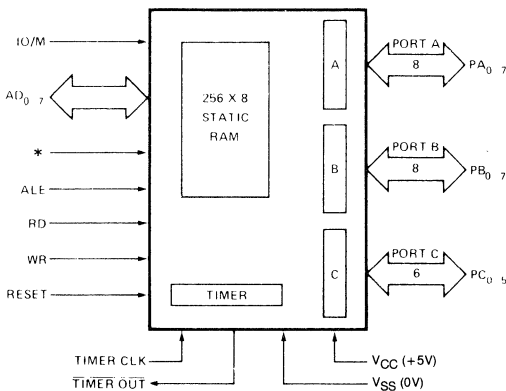 IO/M
AD0 7
*
ALE
RD
WR
RESET
256 X 8
STATIC
RAM
TIMER
A
B
C
PORT A
8
PA0 7
PORT B
8
PB0 7
PORT C
6
PC0 5
TIMER CLK
TIMER OUT
VCC (+5V)
VSS (0V)